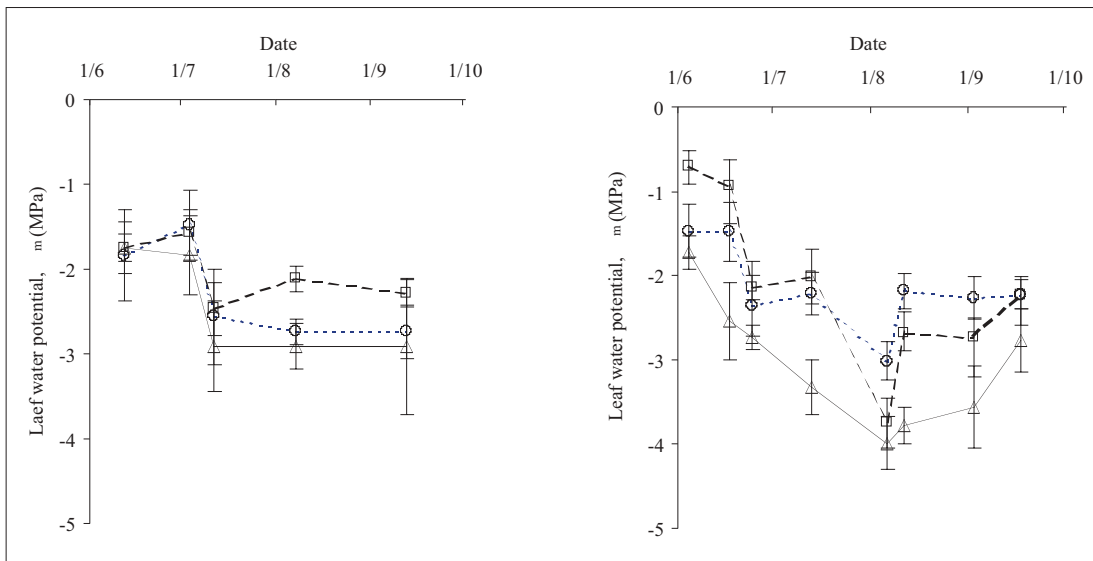 Date
1/6 1/7 1/8 1/9 1/10
0
-1
-2
-3
-4
-5
Laef water potential, m (MPa)
Date
1/6 1/7 1/8 1/9 1/10
0
-1
-2
-3
-4
-5
Leaf water potential, m (MPa)